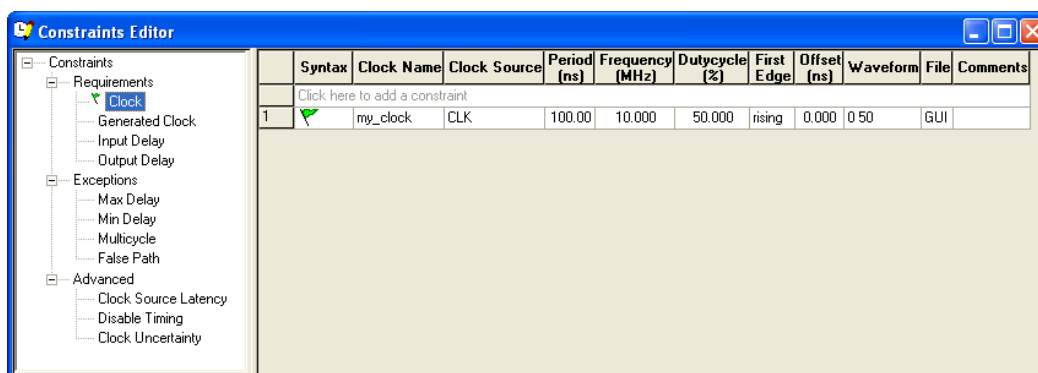 Constraints Editor
Constraints
Requirements
Clock
Generated Clock
Input Delay
Output Delay
Exceptions
Max Delay
Min Delay
Multicycle
False Path
Advanced
Clock Source Latency
Disable Timing
Clock Uncertainty
Syntax Clock Name Clock Source Period (ns) Frequency (MHz) Dutycycle (%) First Edge Offset (ns) Waveform File Comments
Click here to add a constraint
1 my_clock CLK 100.00 10.000 50.000 rising 0.000 0 50 GUI